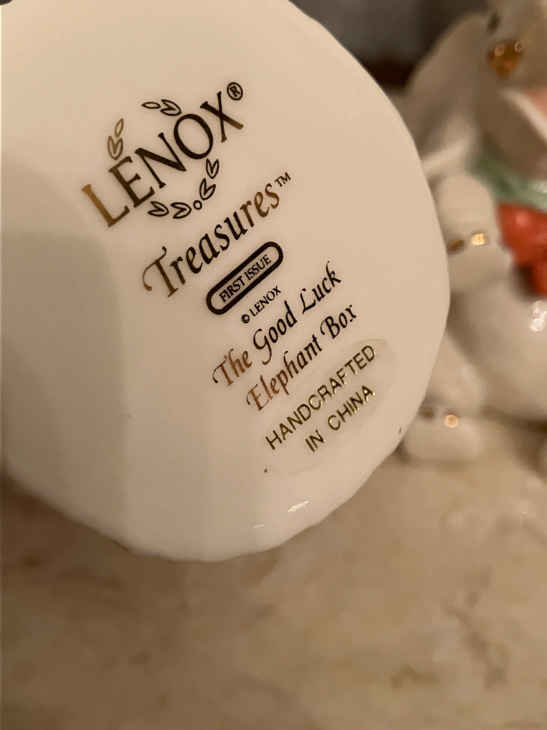 LENOX®
Treasures™
FIRST ISSUE
© LENOX
The Good Luck
Elephant Box
HANDCRAFTED
IN CHINA